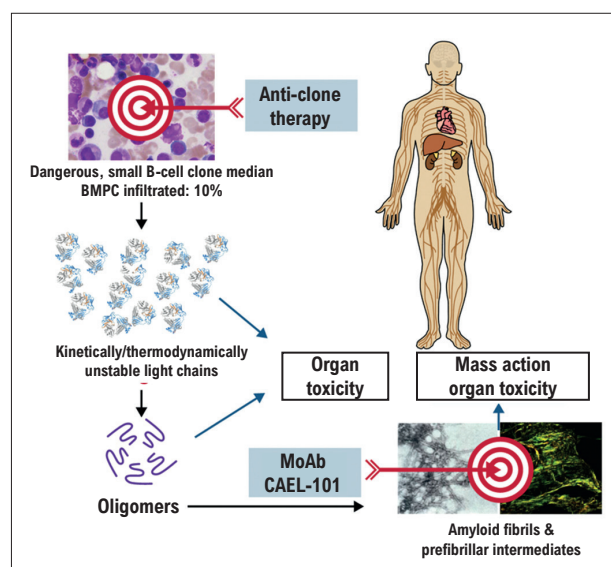 Anti-clone
therapy
Dangerous, small B-cell clone median
BMPC infiltrated: 10%
Kinetically/thermodynamically
unstable light chains
Organ
toxicity
Mass action
organ toxicity
MoAb
CAEL-101
Oligomers
Amyloid fibrils &
prefibrillar intermediates